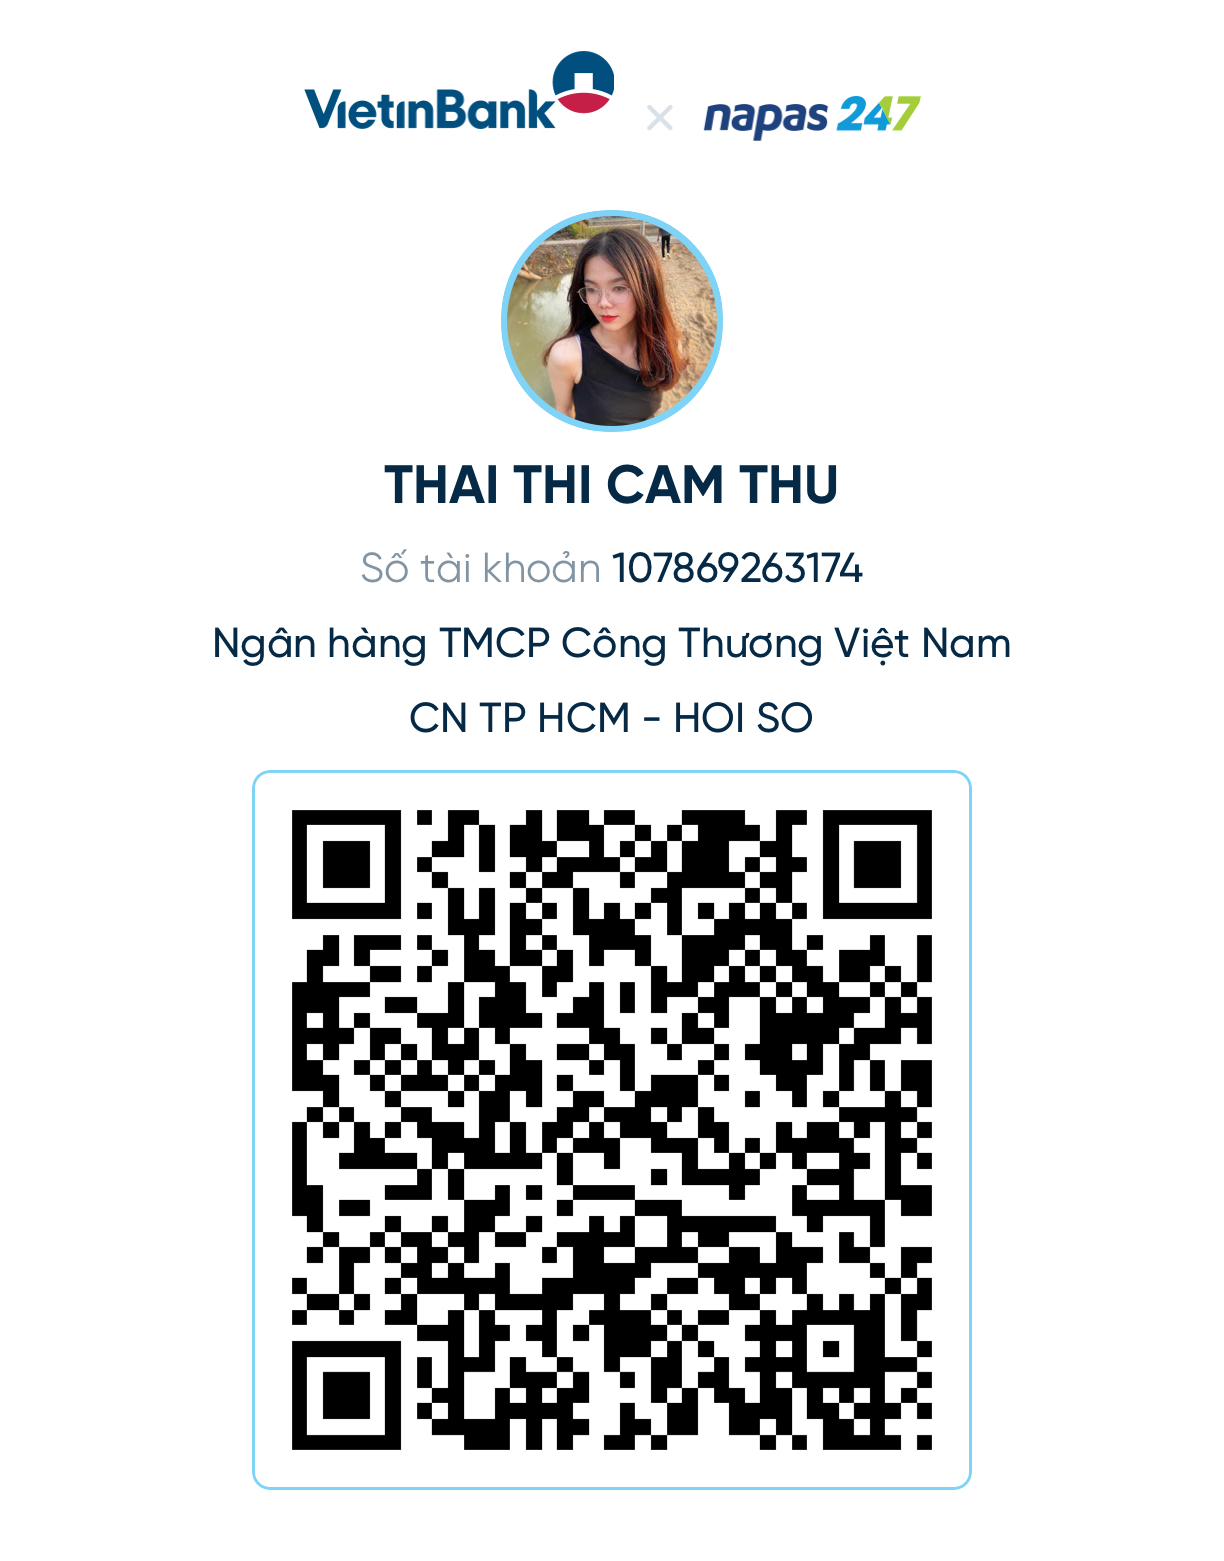 VietinBank × napas 247
THAI THI CAM THU
Số tài khoản 107869263174
Ngân hàng TMCP Công Thương Việt Nam
CN TP HCM - HOI SO